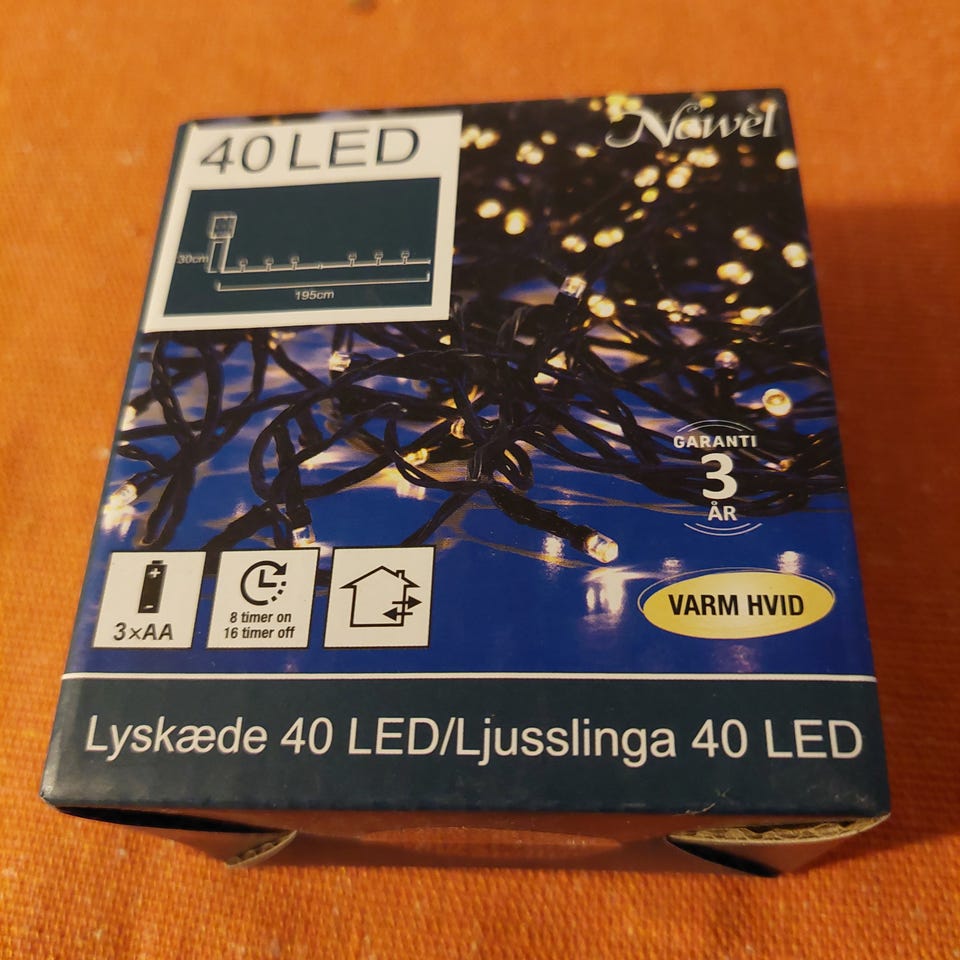 40 LED
Nowèl
30cm
195cm
GARANTI
3
ÅR
3×AA
8 timer on
16 timer off
VARM HVID
Lyskæde 40 LED/Ljusslinga 40 LED